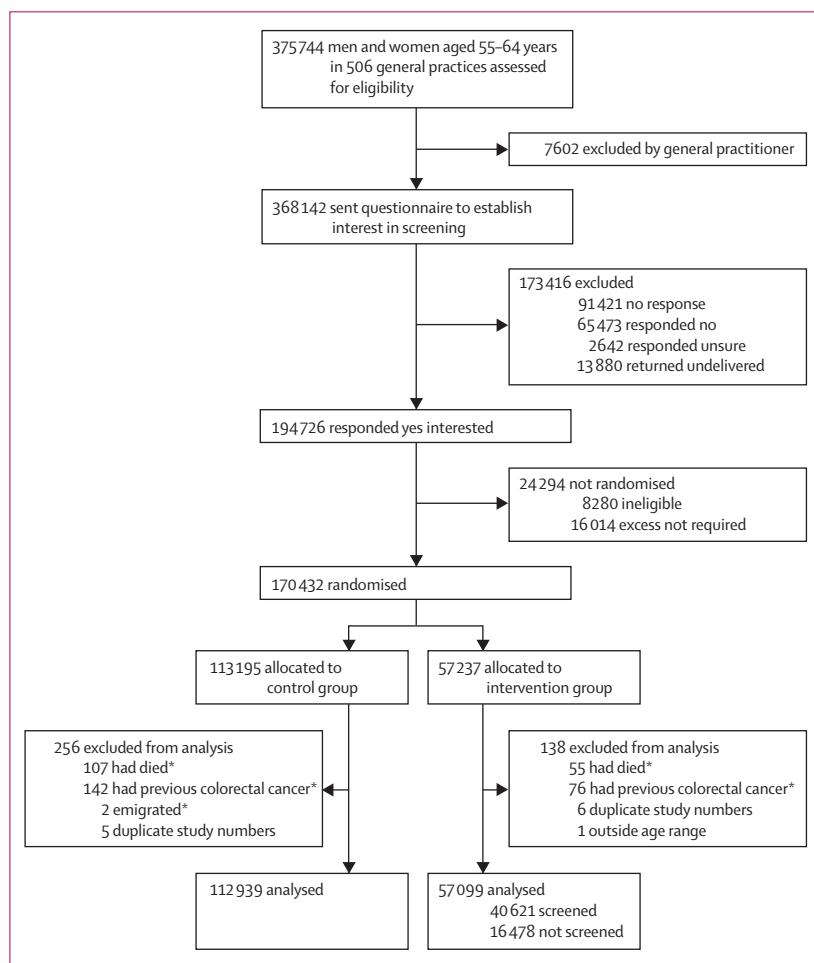 375 744 men and women aged 55–64 years
in 506 general practices assessed
for eligibility
7602 excluded by general practitioner
368 142 sent questionnaire to establish
interest in screening
173 416 excluded
91 421 no response
65 473 responded no
2642 responded unsure
13 880 returned undelivered
194 726 responded yes interested
24 294 not randomised
8280 ineligible
16 014 excess not required
170 432 randomised
113 195 allocated to
control group
57 237 allocated to
intervention group
256 excluded from analysis
107 had died*
142 had previous colorectal cancer*
2 emigrated*
5 duplicate study numbers
138 excluded from analysis
55 had died*
76 had previous colorectal cancer*
6 duplicate study numbers
1 outside age range
112 939 analysed
57 099 analysed
40 621 screened
16 478 not screened